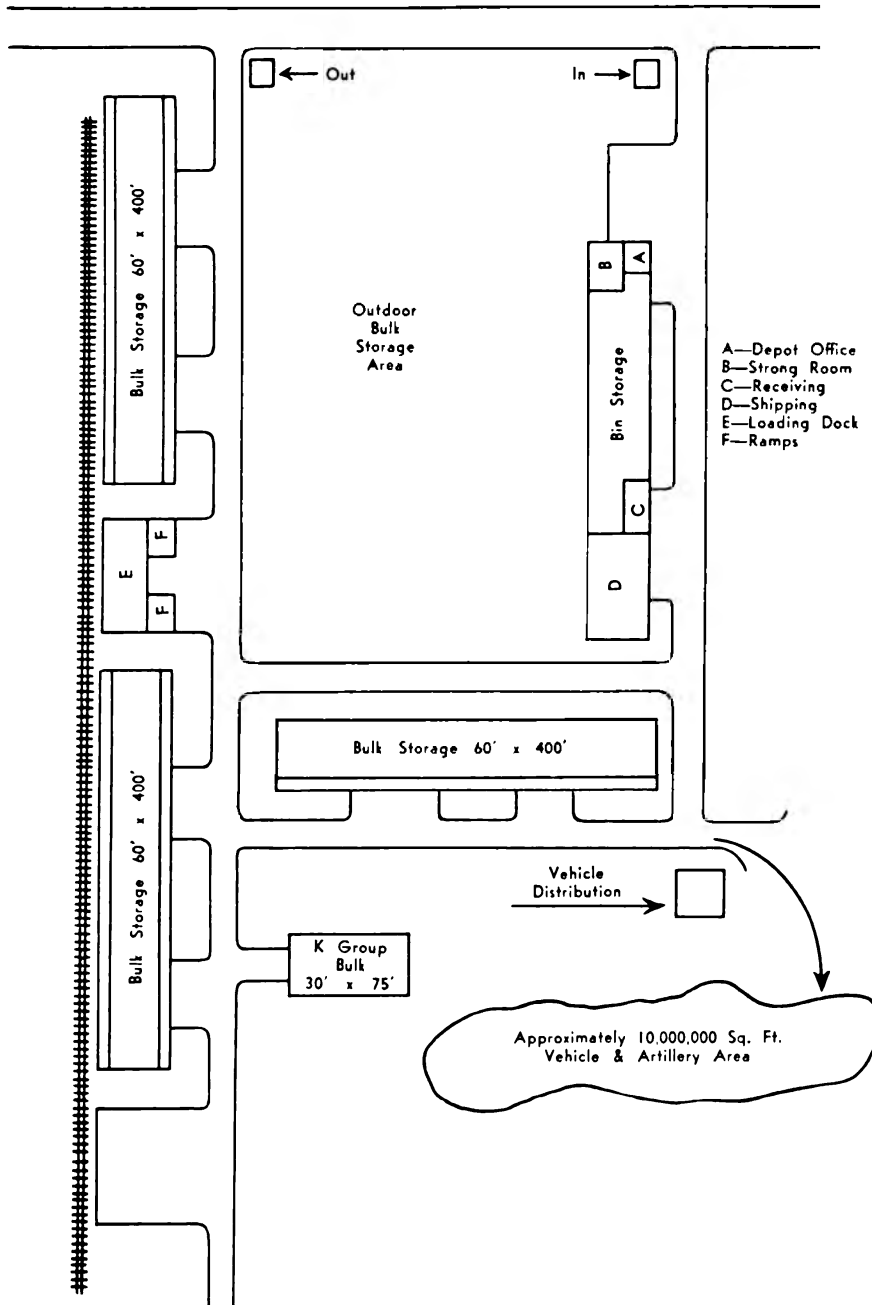 Out
In
Bulk Storage 60' x 400'
Outdoor
Bulk
Storage
Area
B
A
Bin Storage
C
D
A—Depot Office
B—Strong Room
C—Receiving
D—Shipping
E—Loading Dock
F—Ramps
E
F
F
Bulk Storage 60' x 400'
Bulk Storage 60' x 400'
Vehicle
Distribution
K Group
Bulk
30' x 75'
Approximately 10,000,000 Sq. Ft.
Vehicle & Artillery Area